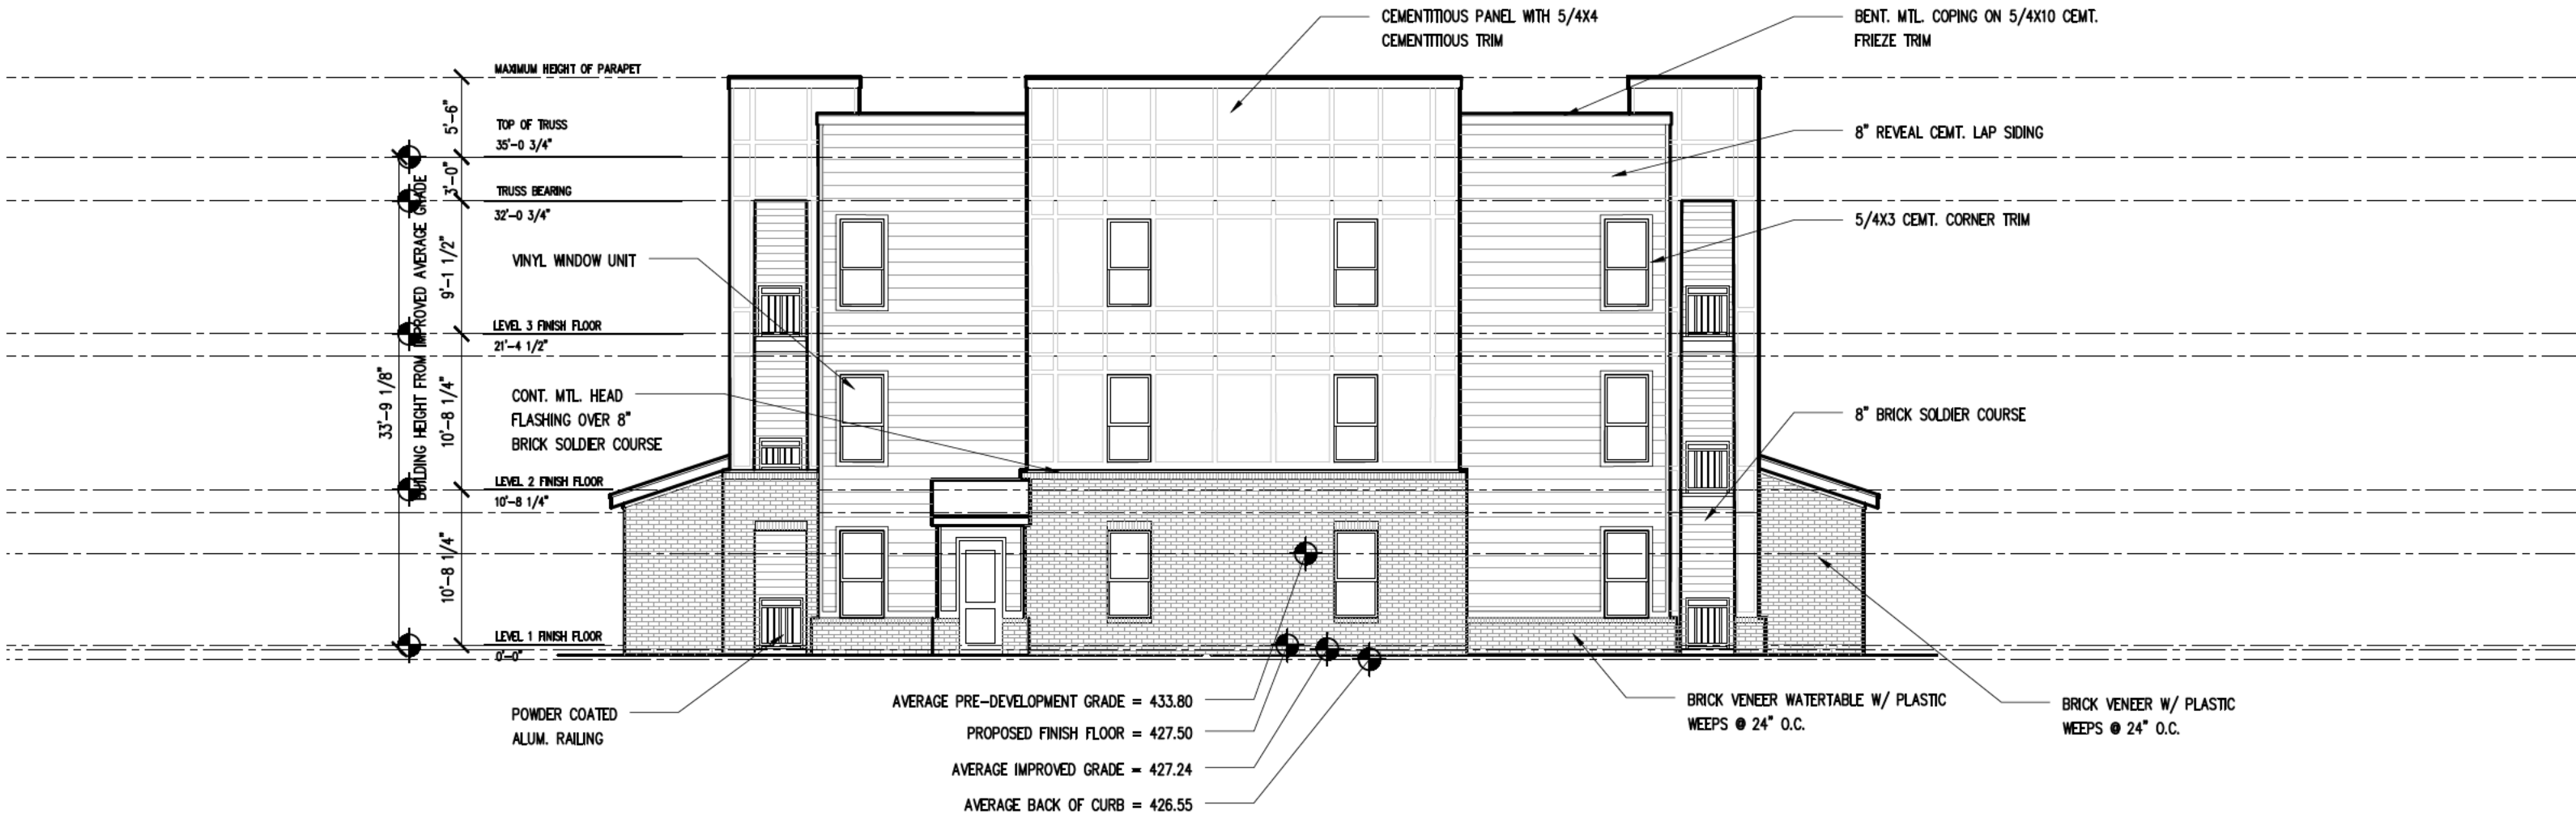 CEMENTITIOUS PANEL WITH 5/4X4
CEMENTITIOUS TRIM
BENT. MTL. COPING ON 5/4X10 CEMT.
FRIEZE TRIM
MAXIMUM HEIGHT OF PARAPET
5'-6"
TOP OF TRUSS
35'-0 3/4"
8" REVEAL CEMT. LAP SIDING
3'-0"
TRUSS BEARING
32'-0 3/4"
5/4X3 CEMT. CORNER TRIM
9'-1 1/2"
VINYL WINDOW UNIT
BUILDING HEIGHT FROM IMPROVED AVERAGE GRADE
33'-9 1/8"
LEVEL 3 FINISH FLOOR
21'-4 1/2"
CONT. MTL. HEAD
FLASHING OVER 8"
BRICK SOLDIER COURSE
10'-8 1/4"
8" BRICK SOLDIER COURSE
LEVEL 2 FINISH FLOOR
10'-8 1/4"
10'-8 1/4"
LEVEL 1 FINISH FLOOR
0'-0"
POWDER COATED
ALUM. RAILING
AVERAGE PRE-DEVELOPMENT GRADE = 433.80
PROPOSED FINISH FLOOR = 427.50
AVERAGE IMPROVED GRADE = 427.24
AVERAGE BACK OF CURB = 426.55
BRICK VENEER WATERTABLE W/ PLASTIC
WEEPS @ 24" O.C.
BRICK VENEER W/ PLASTIC
WEEPS @ 24" O.C.